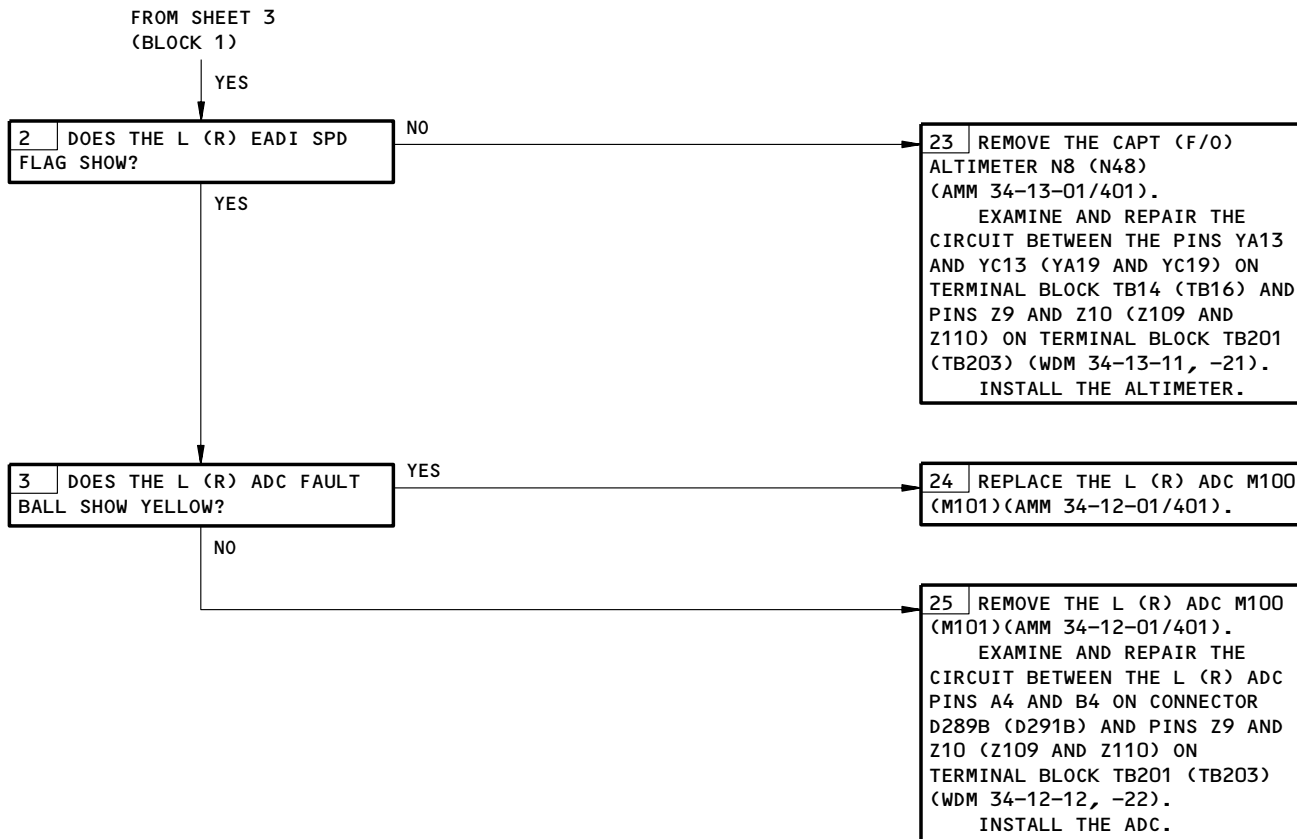 FROM SHEET 3
(BLOCK 1)
YES
2 DOES THE L (R) EADI SPD
FLAG SHOW?
NO
YES
23 REMOVE THE CAPT (F/O)
ALTIMETER N8 (N48)
(AMM 34-13-01/401).
EXAMINE AND REPAIR THE
CIRCUIT BETWEEN THE PINS YA13
AND YC13 (YA19 AND YC19) ON
TERMINAL BLOCK TB14 (TB16) AND
PINS Z9 AND Z10 (Z109 AND
Z110) ON TERMINAL BLOCK TB201
(TB203) (WDM 34-13-11, -21).
INSTALL THE ALTIMETER.
3 DOES THE L (R) ADC FAULT
BALL SHOW YELLOW?
YES
NO
24 REPLACE THE L (R) ADC M100
(M101)(AMM 34-12-01/401).
25 REMOVE THE L (R) ADC M100
(M101)(AMM 34-12-01/401).
EXAMINE AND REPAIR THE
CIRCUIT BETWEEN THE L (R) ADC
PINS A4 AND B4 ON CONNECTOR
D289B (D291B) AND PINS Z9 AND
Z10 (Z109 AND Z110) ON
TERMINAL BLOCK TB201 (TB203)
(WDM 34-12-12, -22).
INSTALL THE ADC.